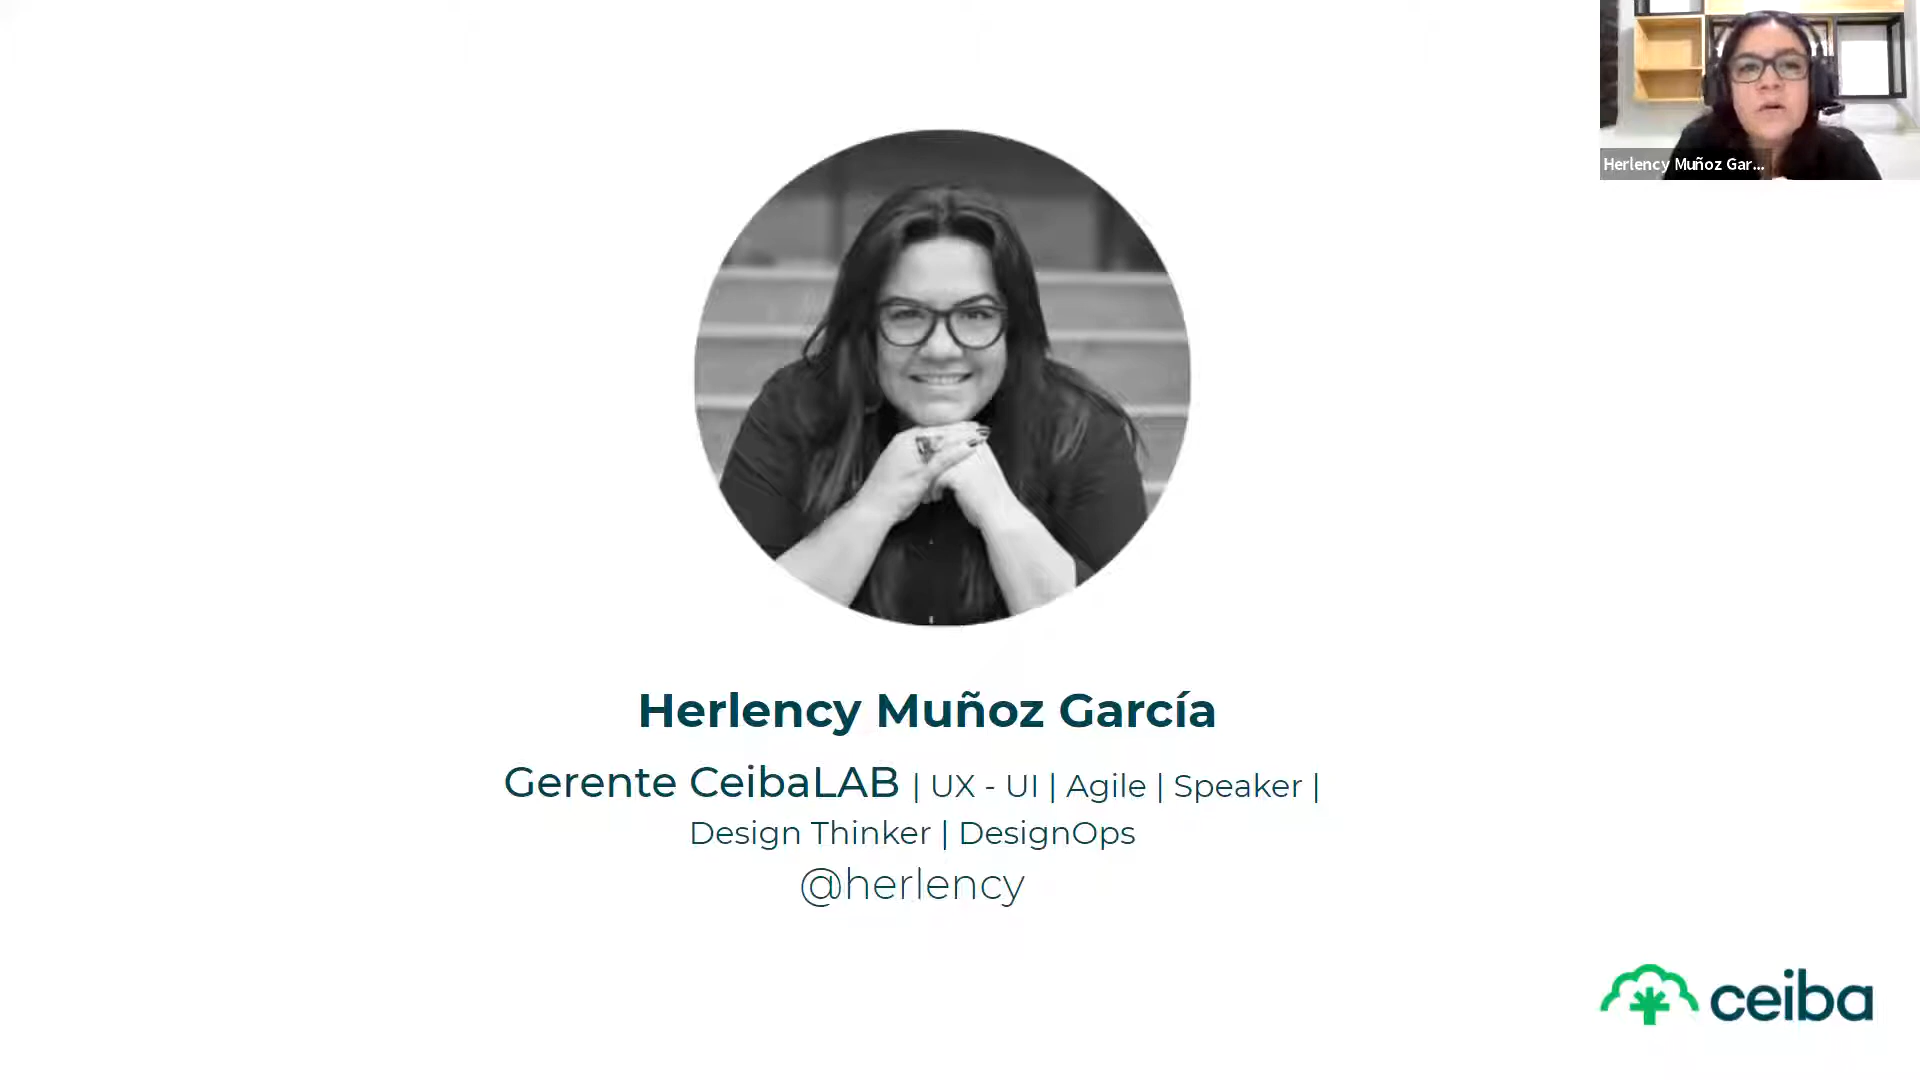 Herlency Muñoz Gar...
Herlency Muñoz García
Gerente CeibaLAB | UX - UI | Agile | Speaker |
Design Thinker | DesignOps
@herlency
ceiba